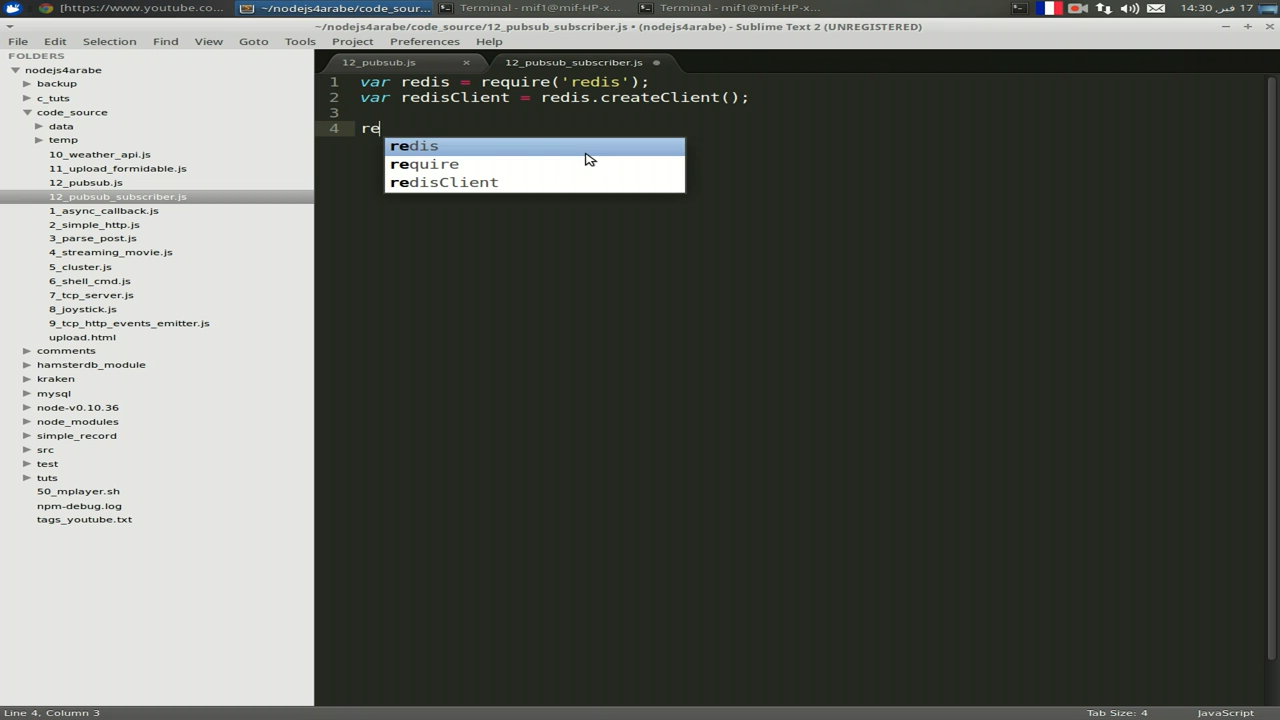 [https://www.youtube.co...
~/nodejs4arabe/code_sour...
Terminal - mif1@mif-HP-x...
Terminal - mif1@mif-HP-x...
17 فبر, 14:30
~/nodejs4arabe/code_source/12_pubsub_subscriber.js • (nodejs4arabe) - Sublime Text 2 (UNREGISTERED)
File Edit Selection Find View Goto Tools Project Preferences Help
FOLDERS
nodejs4arabe
backup
c_tuts
code_source
data
temp
10_weather_api.js
11_upload_formidable.js
12_pubsub.js
12_pubsub_subscriber.js
1_async_callback.js
2_simple_http.js
3_parse_post.js
4_streaming_movie.js
5_cluster.js
6_shell_cmd.js
7_tcp_server.js
8_joystick.js
9_tcp_http_events_emitter.js
upload.html
comments
hamsterdb_module
kraken
mysql
node-v0.10.36
node_modules
simple_record
src
test
tuts
50_mplayer.sh
npm-debug.log
tags_youtube.txt
12_pubsub.js
12_pubsub_subscriber.js
1 var redis = require('redis');
2 var redisClient = redis.createClient();
3
4 re
redis
require
redisClient
Line 4, Column 3
Tab Size: 4
JavaScript